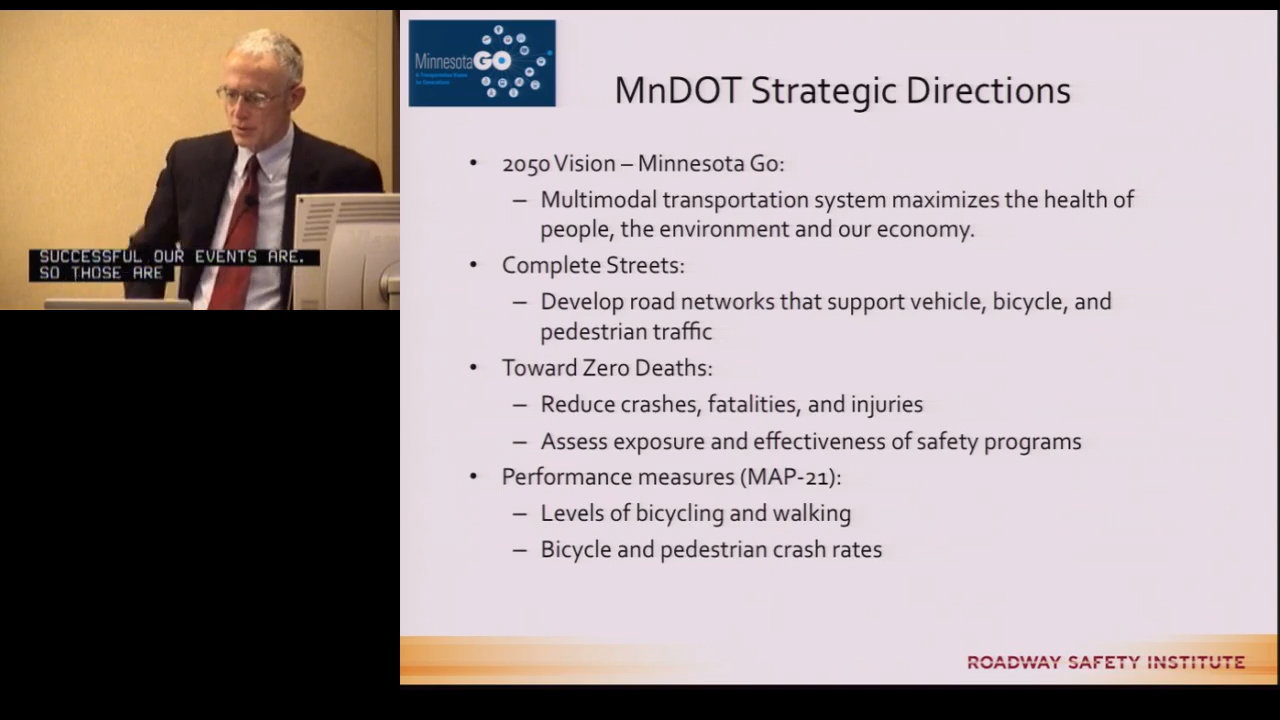 SUCCESSFUL OUR EVENTS ARE.
SO THOSE ARE
MinnesotaGO
MnDOT Strategic Directions
• 2050 Vision – Minnesota Go:
– Multimodal transportation system maximizes the health of
people, the environment and our economy.
• Complete Streets:
– Develop road networks that support vehicle, bicycle, and
pedestrian traffic
• Toward Zero Deaths:
– Reduce crashes, fatalities, and injuries
– Assess exposure and effectiveness of safety programs
• Performance measures (MAP-21):
– Levels of bicycling and walking
– Bicycle and pedestrian crash rates
ROADWAY SAFETY INSTITUTE